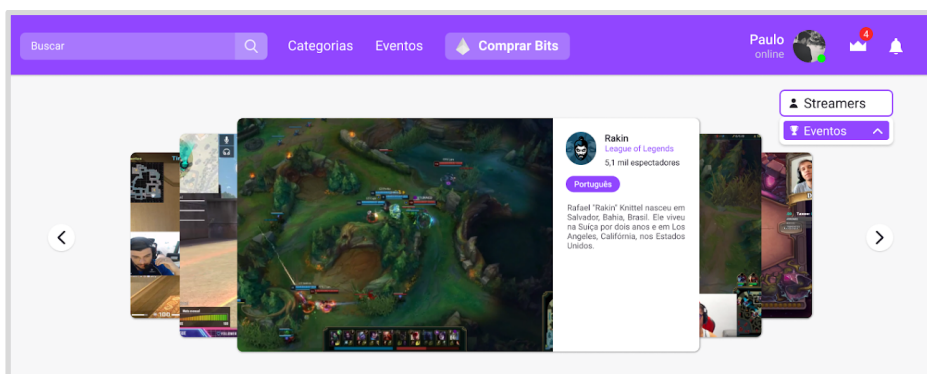 Buscar
Categorias
Eventos
Comprar Bits
Paulo
online
4
Streamers
Eventos
Rakin
League of Legends
5,1 mil espectadores
Português
Rafael "Rakin" Knittel nasceu em
Salvador, Bahia, Brasil. Ele viveu
na Suíça por dois anos e em Los
Angeles, Califórnia, nos Estados
Unidos.